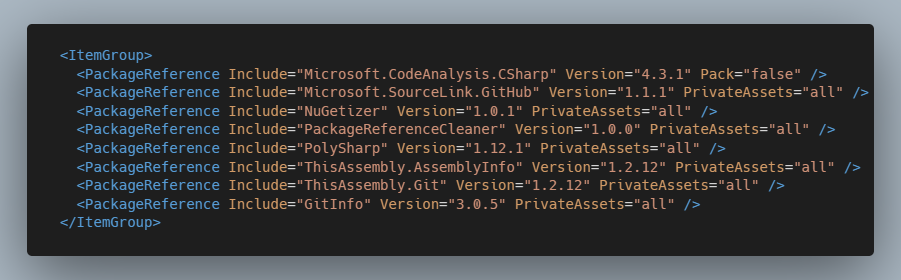 <ItemGroup>
  <PackageReference Include="Microsoft.CodeAnalysis.CSharp" Version="4.3.1" Pack="false" />
  <PackageReference Include="Microsoft.SourceLink.GitHub" Version="1.1.1" PrivateAssets="all" />
  <PackageReference Include="NuGetizer" Version="1.0.1" PrivateAssets="all" />
  <PackageReference Include="PackageReferenceCleaner" Version="1.0.0" PrivateAssets="all" />
  <PackageReference Include="PolySharp" Version="1.12.1" PrivateAssets="all" />
  <PackageReference Include="ThisAssembly.AssemblyInfo" Version="1.2.12" PrivateAssets="all" />
  <PackageReference Include="ThisAssembly.Git" Version="1.2.12" PrivateAssets="all" />
  <PackageReference Include="GitInfo" Version="3.0.5" PrivateAssets="all" />
</ItemGroup>